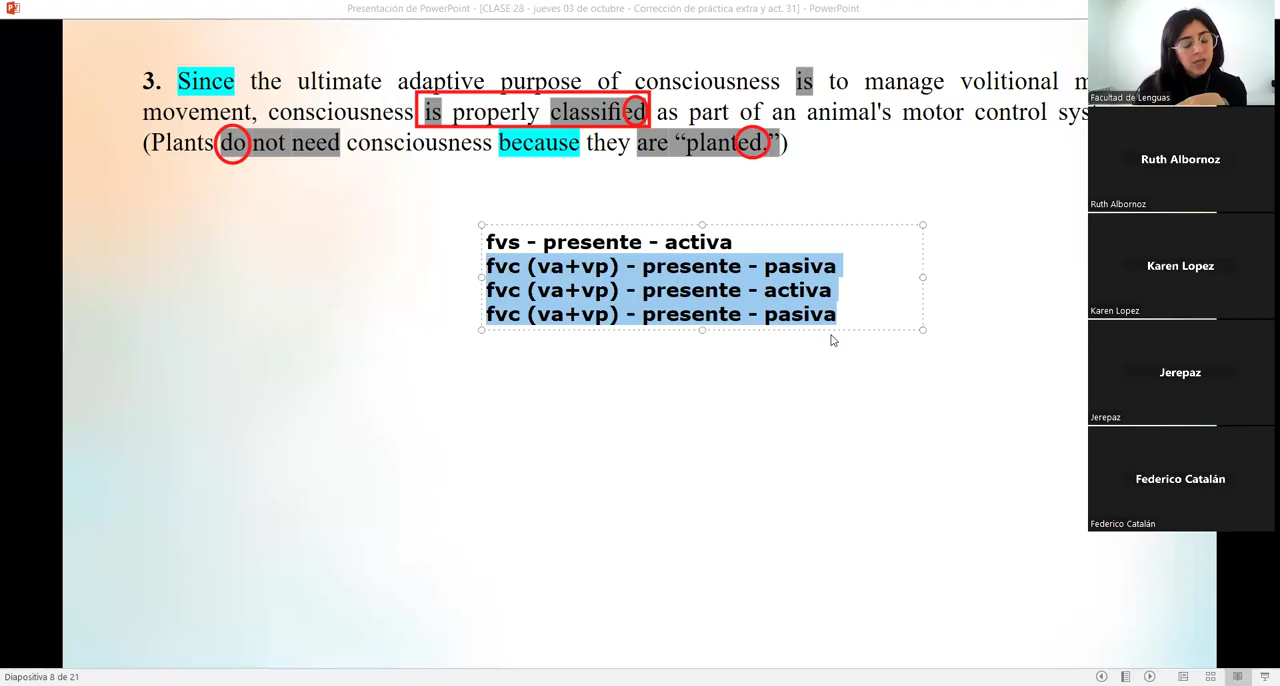 Presentación de PowerPoint - [CLASE 28 - jueves 03 de octubre - Corrección de práctica extra y act. 31] - PowerPoint
3. Since the ultimate adaptive purpose of consciousness is to manage volitional
movement, consciousness is properly classified as part of an animal's motor control
(Plants do not need consciousness because they are “planted.”)
fvs - presente - activa
fvc (va+vp) - presente - pasiva
fvc (va+vp) - presente - activa
fvc (va+vp) - presente - pasiva
Facultad de Lenguas
Ruth Albornoz
Ruth Albornoz
Karen Lopez
Karen Lopez
Jerepaz
Jerepaz
Federico Catalán
Federico Catalán
Diapositiva 8 de 21